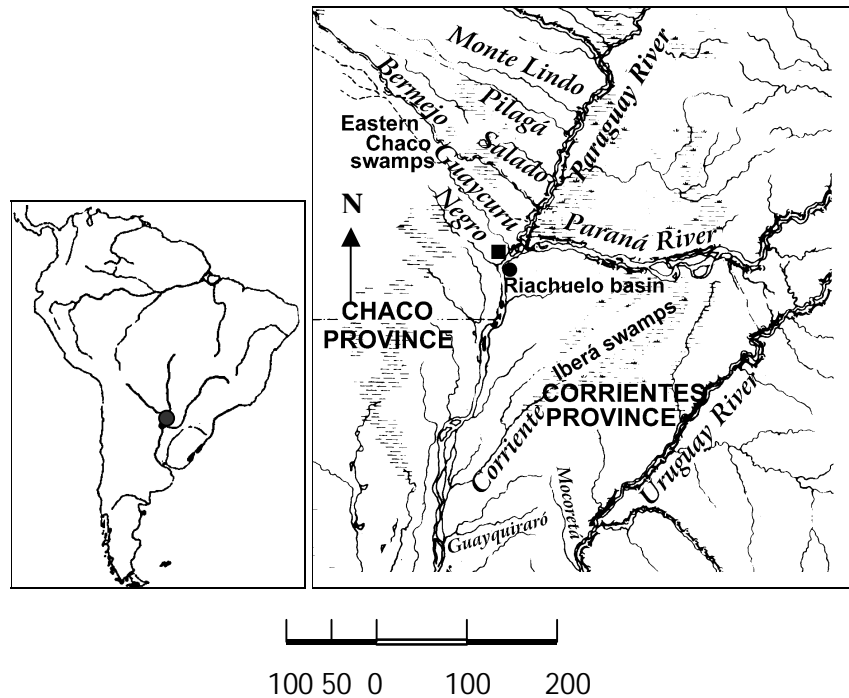 Monte Lindo
Bermejo
Pilagá
Paraguay River
Eastern
Chaco
swamps
Salado
Guaycurú
Negro
N
Paraná River
Riachuelo basin
CHACO
PROVINCE
Iberá swamps
CORRIENTES
PROVINCE
Corriente
Uruguay River
Mocoretá
Guayquiraró
100 50 0 100 200